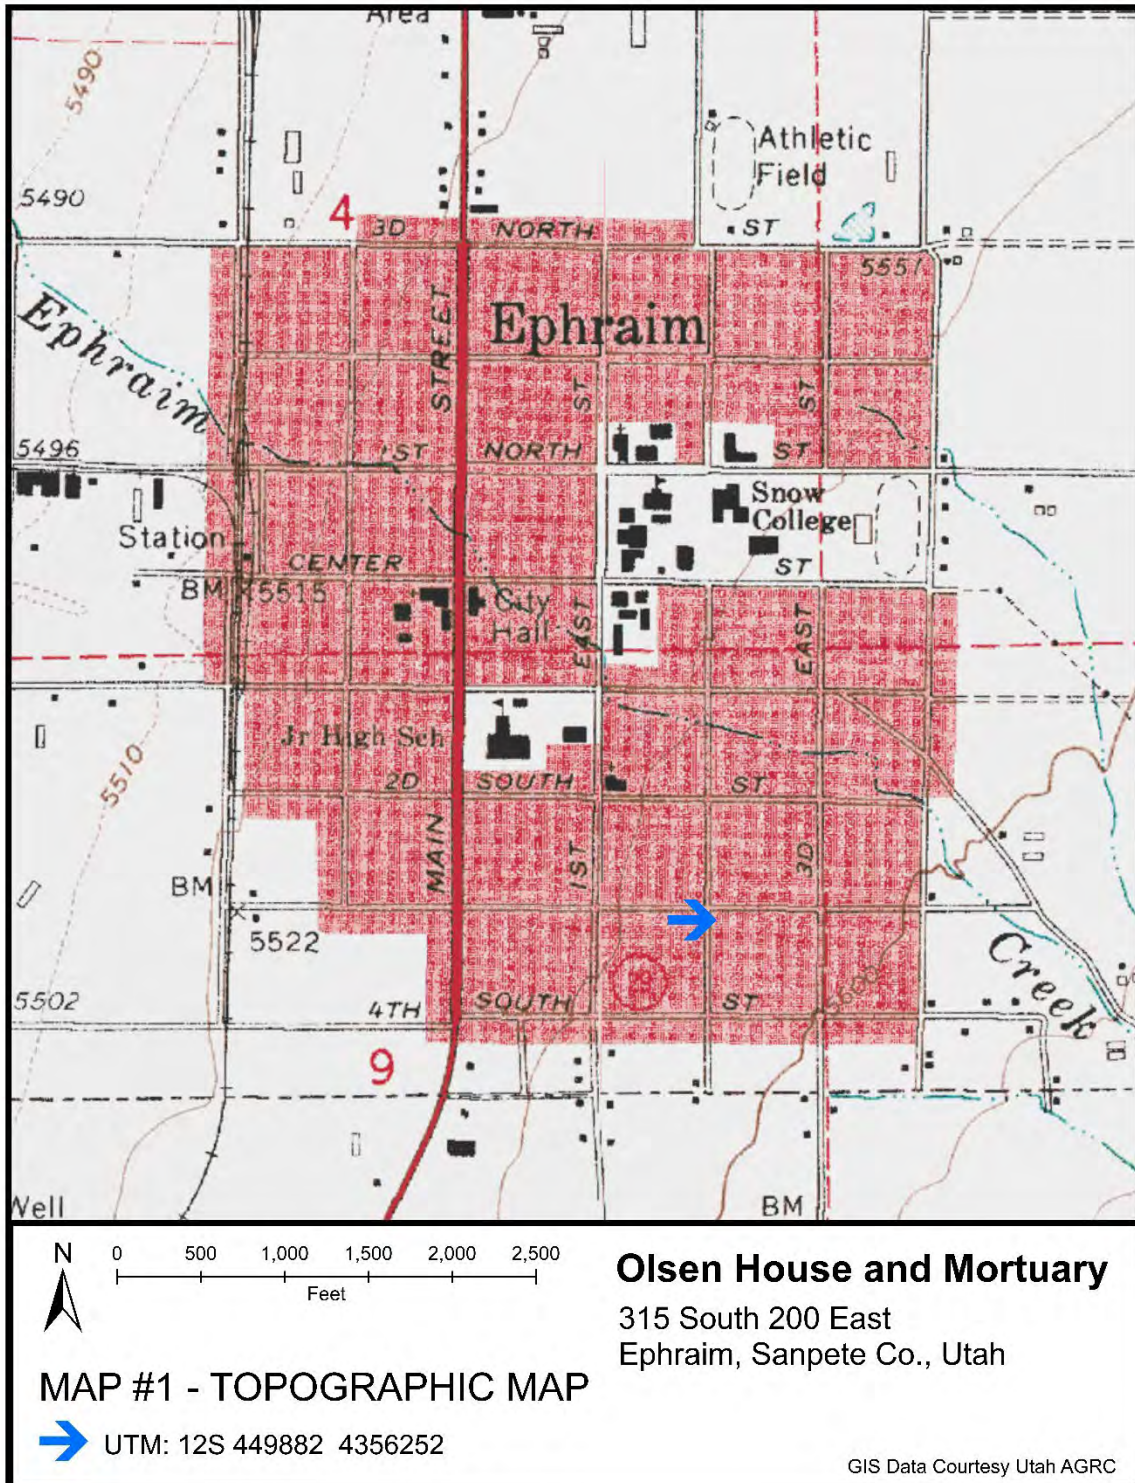 Area
5490
Athletic
Field
5490
4
3D NORTH ST
5551
Ephraim
STREET
Ephraim
ST
ST
5496
1ST NORTH ST
Snow
College
Station
CENTER ST
BM ×5515
City
Hall
EAST
EAST
Jr High Sch
5510
2D SOUTH ST
MAIN
1ST
3D
BM
5522
Creek
5502
4TH SOUTH ST
5600
9
Well
BM
N
0 500 1,000 1,500 2,000 2,500
Feet
Olsen House and Mortuary
315 South 200 East
Ephraim, Sanpete Co., Utah
MAP #1 - TOPOGRAPHIC MAP
UTM: 12S 449882 4356252
GIS Data Courtesy Utah AGRC